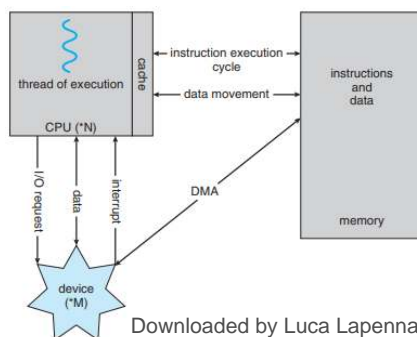 thread of execution
cache
CPU (*N)
instruction execution
cycle
data movement
instructions
and
data
memory
I/O request
data
interrupt
DMA
device
(*M)
Downloaded by Luca Lapenna